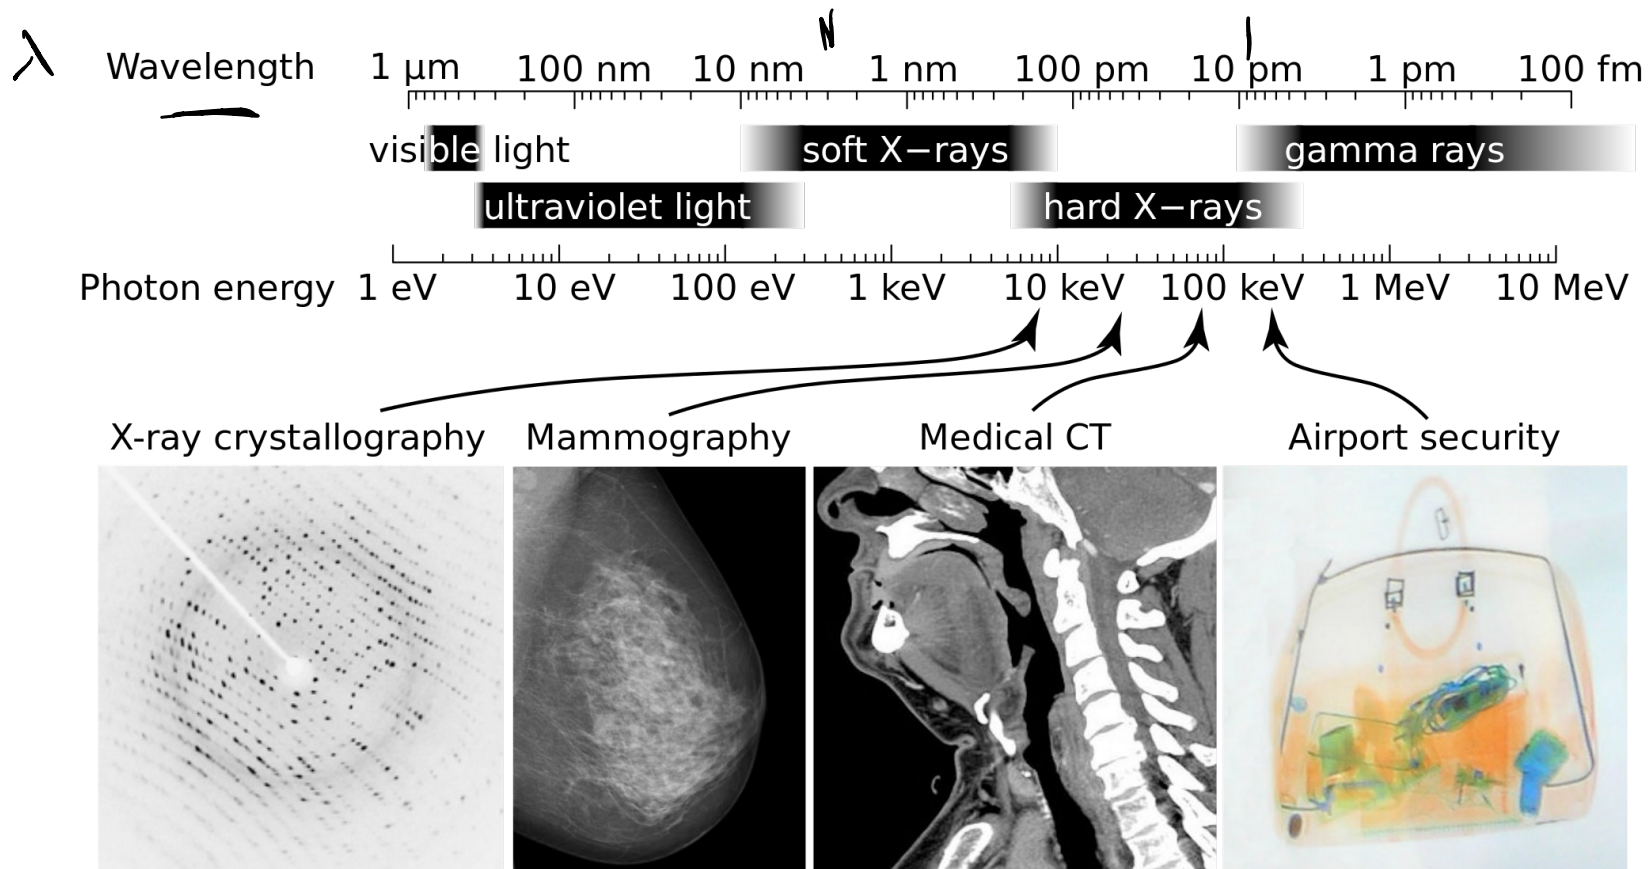 λ Wavelength 1 μm 100 nm 10 nm 1 nm 100 pm 10 pm 1 pm 100 fm
visible light soft X−rays gamma rays
ultraviolet light hard X−rays
Photon energy 1 eV 10 eV 100 eV 1 keV 10 keV 100 keV 1 MeV 10 MeV
X-ray crystallography Mammography Medical CT Airport security